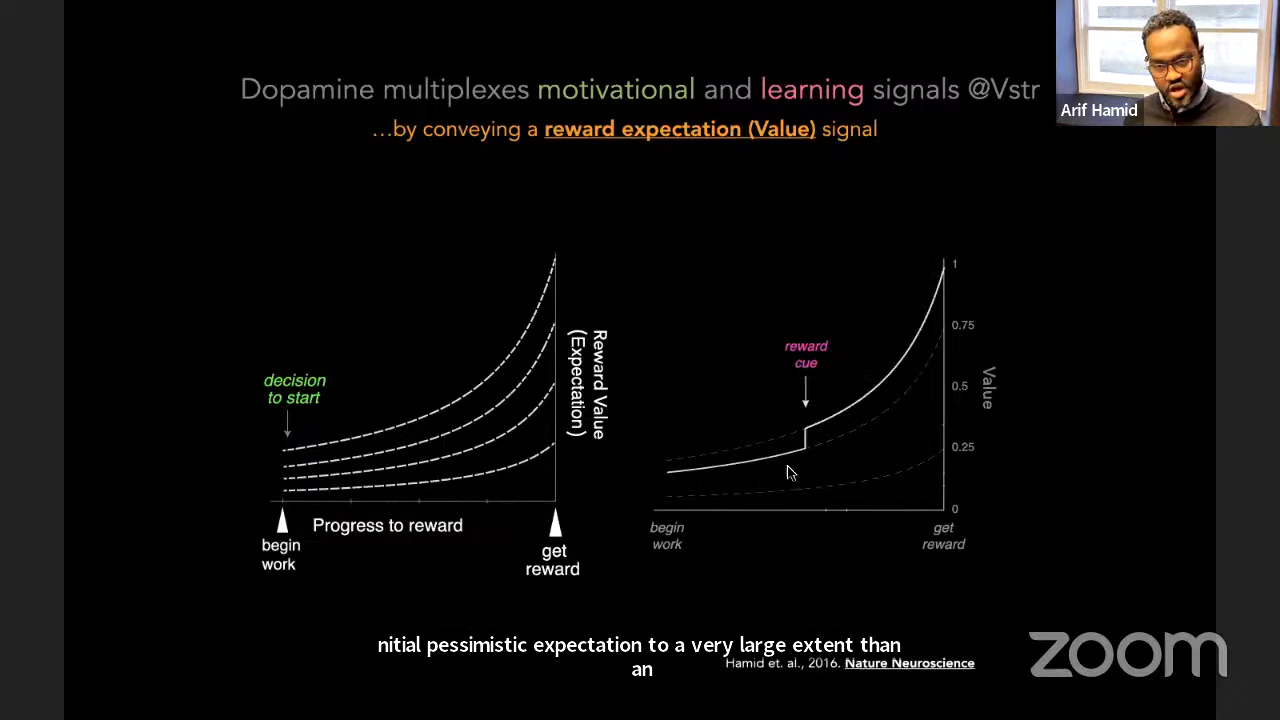 Dopamine multiplexes motivational and learning signals @Vstr
...by conveying a reward expectation (Value) signal
Arif Hamid
decision
to start
Reward Value
(Expectation)
Progress to reward
begin
work
get
reward
reward
cue
1
0.75
0.5
0.25
0
Value
begin
work
get
reward
nitial pessimistic expectation to a very large extent than
an
Hamid et. al., 2016. Nature Neuroscience
zoom